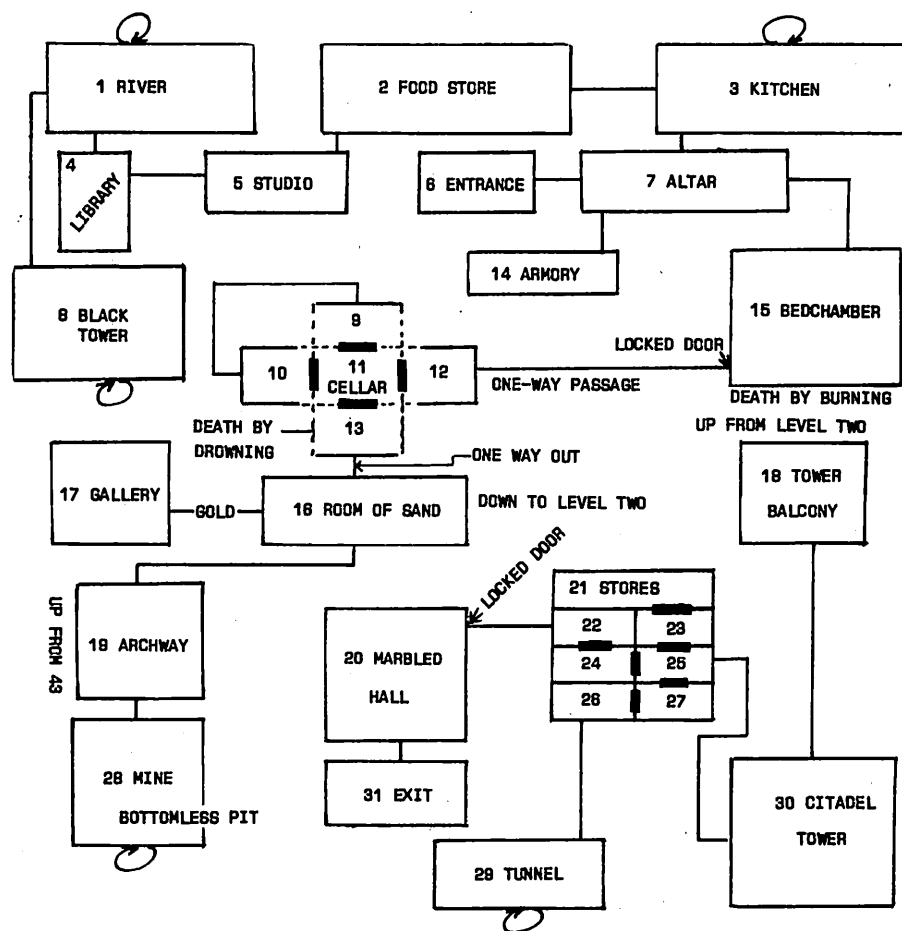 1 RIVER
2 FOOD STORE
3 KITCHEN
4
LIBRARY
5 STUDIO
6 ENTRANCE
7 ALTAR
14 ARMORY
8 BLACK
TOWER
9
10
11
CELLAR
12
13
15 BEDCHAMBER
LOCKED DOOR
ONE-WAY PASSAGE
DEATH BY BURNING
DEATH BY
DROWNING
UP FROM LEVEL TWO
ONE WAY OUT
17 GALLERY
GOLD
16 ROOM OF SAND
DOWN TO LEVEL TWO
18 TOWER
BALCONY
LOCKED DOOR
UP FROM 43
19 ARCHWAY
20 MARBLED
HALL
21 STORES
22
23
24
25
26
27
28 MINE
BOTTOMLESS PIT
31 EXIT
30 CITADEL
TOWER
29 TUNNEL